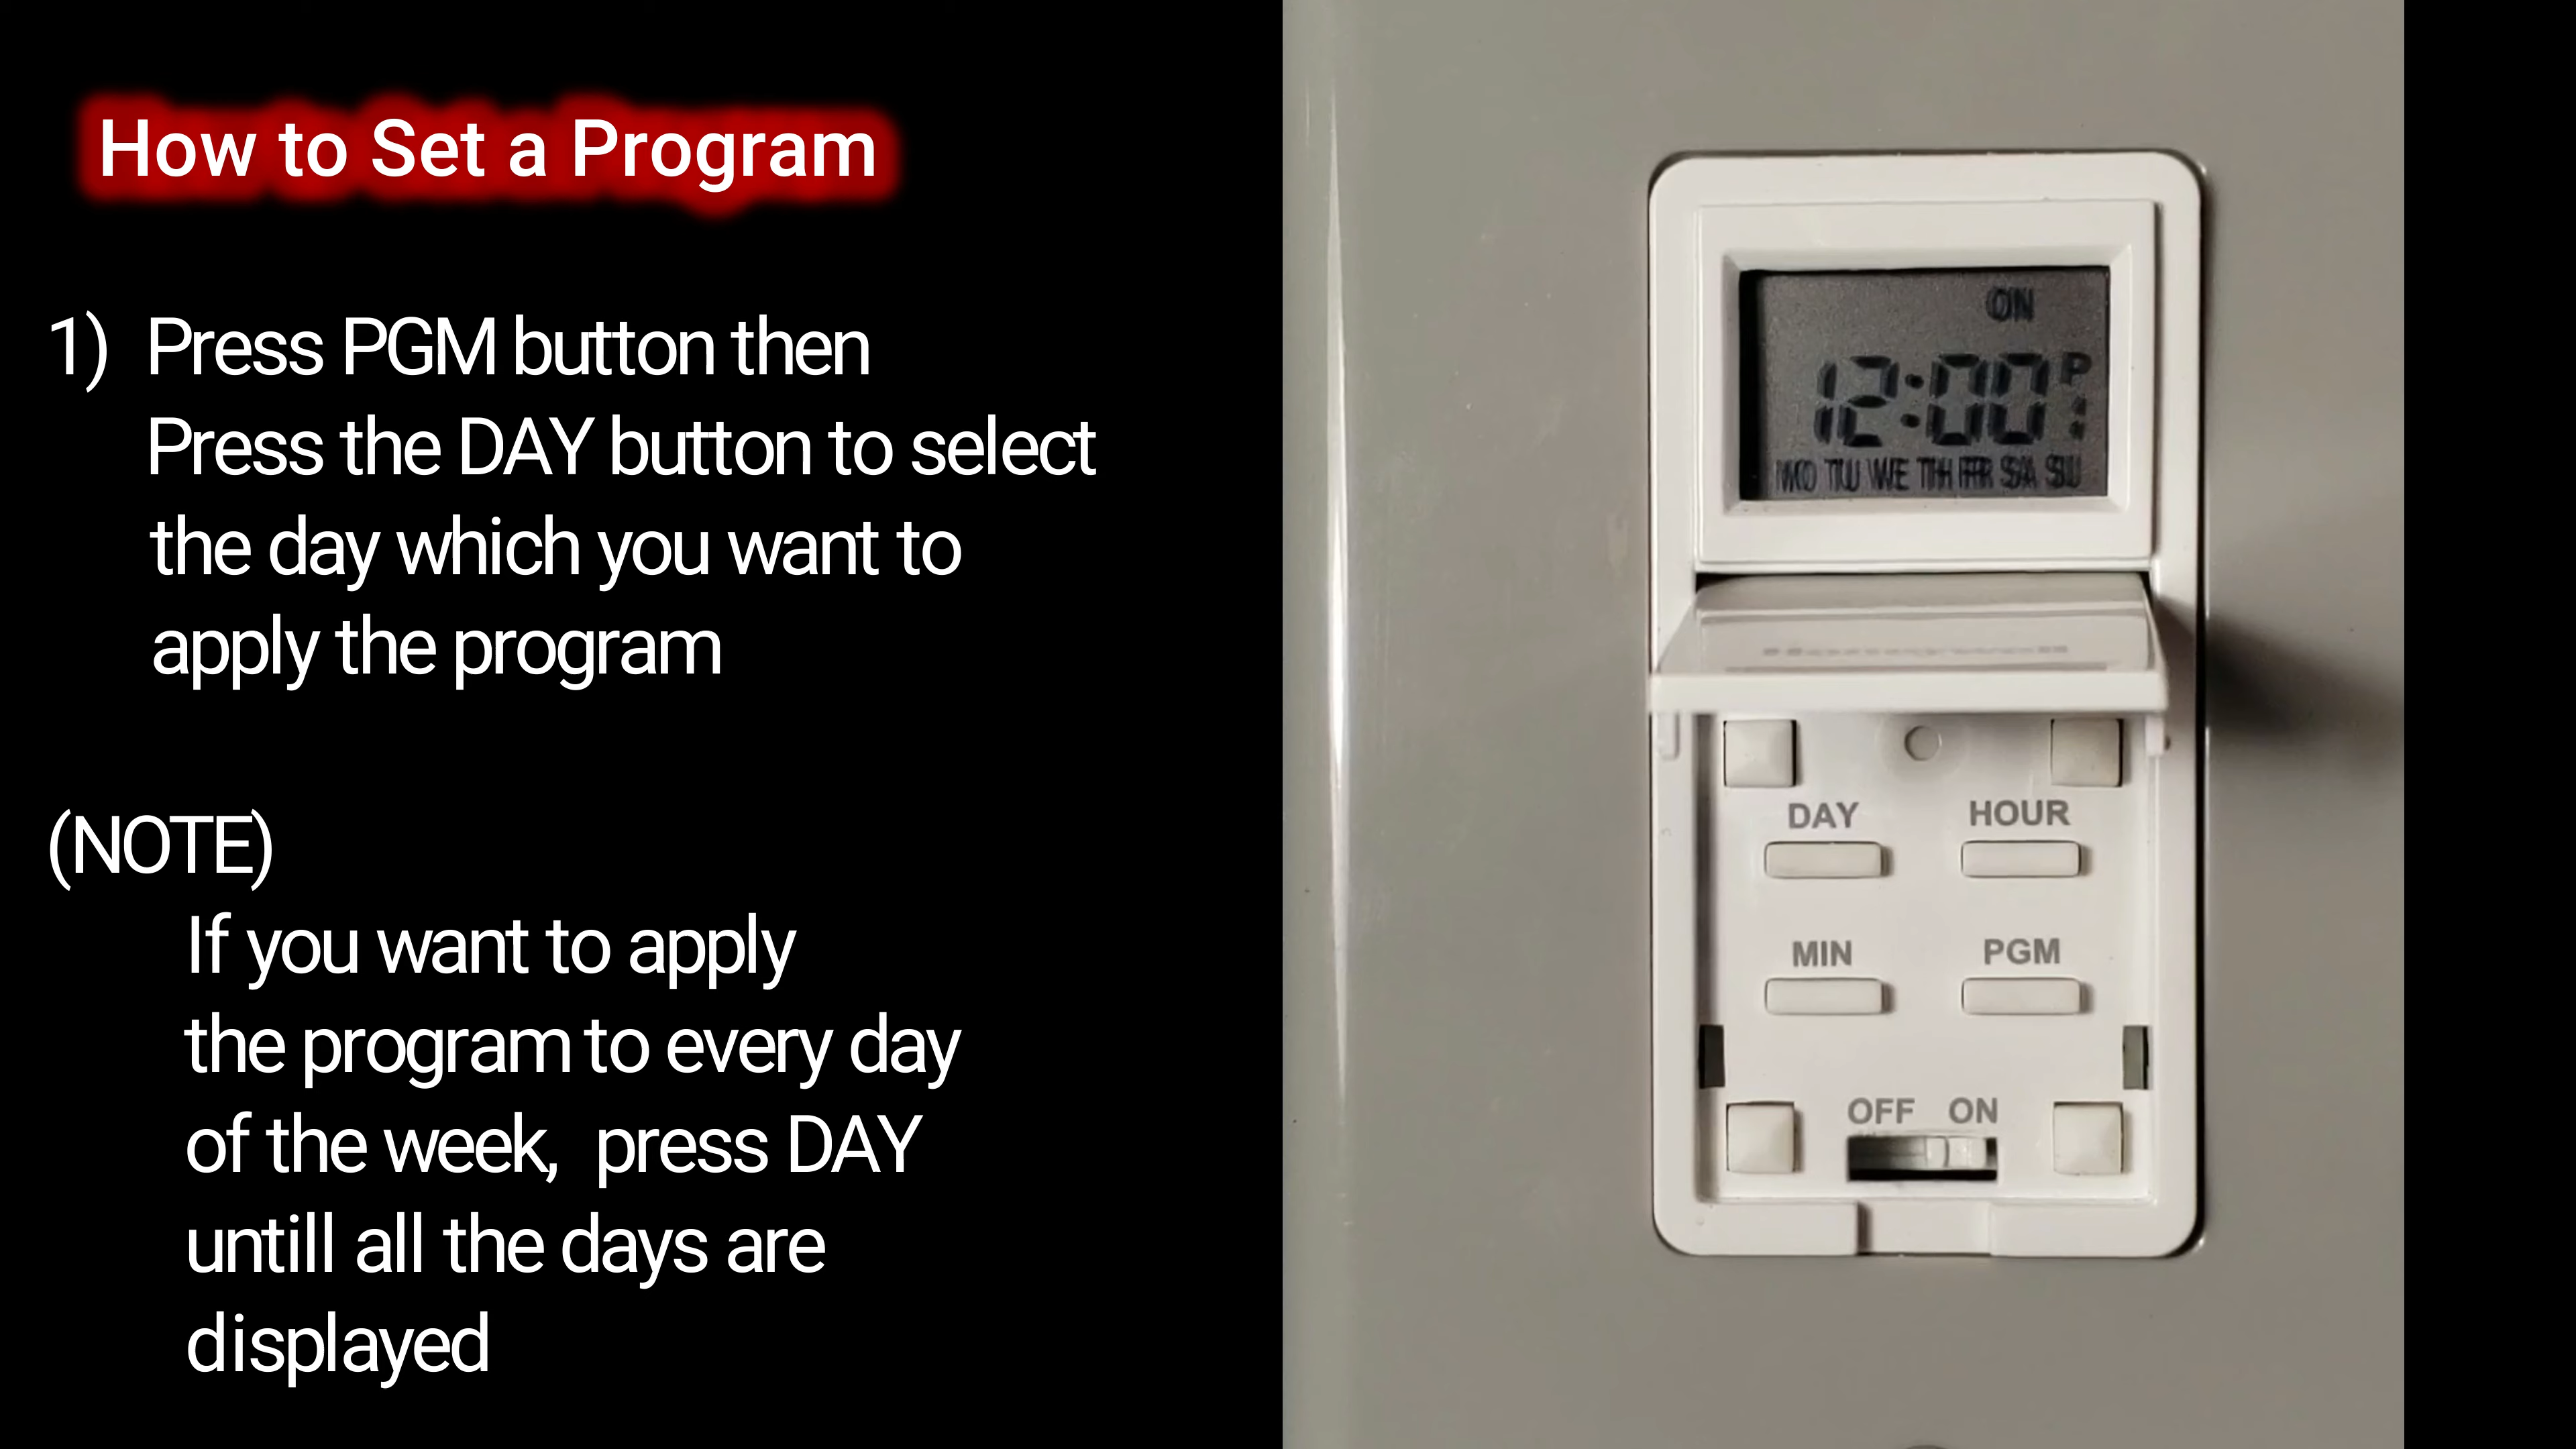 How to Set a Program
1) Press PGM button then
Press the DAY button to select
the day which you want to
apply the program
(NOTE)
If you want to apply
the program to every day
of the week, press DAY
untill all the days are
displayed
ON
12:00 P
1
MO TU WE TH FR SA SU
Honeywell
DAY HOUR
MIN PGM
OFF ON